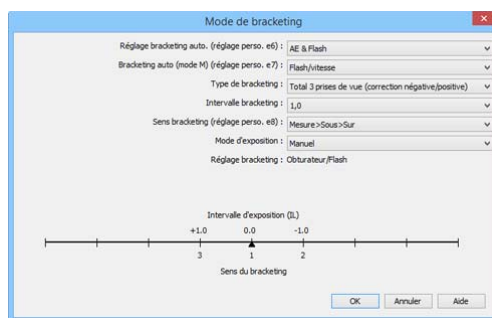 Mode de bracketing
Réglage bracketing auto. (réglage perso. e6) : AE & Flash
Bracketing auto (mode M) (réglage perso. e7) : Flash/vitesse
Type de bracketing : Total 3 prises de vue (correction négative/positive)
Intervalle bracketing : 1,0
Sens bracketing (réglage perso. e8) : Mesure>Sous>Sur
Mode d'exposition : Manuel
Réglage bracketing : Obturateur/Flash
Intervalle d'exposition (IL)
+1.0 0.0 -1.0
3 1 2
Sens du bracketing
OK Annuler Aide